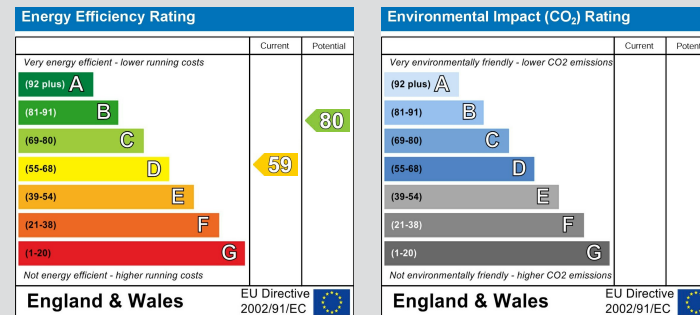 Energy Efficiency Rating
Current Potential
Very energy efficient - lower running costs
(92 plus) A
(81-91) B
80
(69-80) C
(55-68) D
59
(39-54) E
(21-38) F
(1-20) G
Not energy efficient - higher running costs
England & Wales
EU Directive
2002/91/EC
Environmental Impact (CO₂) Rating
Current Potent
Very environmentally friendly - lower CO2 emissions
(92 plus) A
(81-91) B
(69-80) C
(55-68) D
(39-54) E
(21-38) F
(1-20) G
Not environmentally friendly - higher CO2 emissions
England & Wales
EU Directive
2002/91/EC